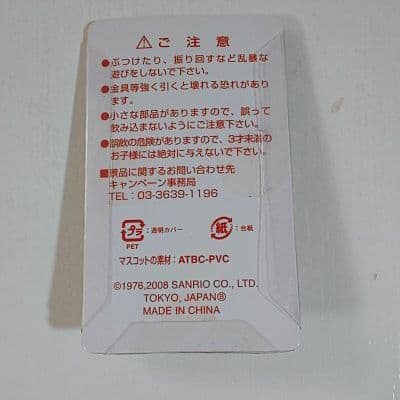 ⚠ご注意
●ぶつけたり、振り回すなど乱暴な
遊びをしないで下さい。
●金具等強く引くと壊れる恐れがあり
ます。
●小さな部品がありますので、誤って
飲み込まないようにご注意下さい。
●誤飲の危険がありますので、3才未満の
お子様には絶対に与えないで下さい。
■景品に関するお問い合わせ先
キャンペーン事務局
TEL：03-3639-1196
プラ：透明カバー 紙：台紙
PET
マスコットの素材：ATBC-PVC
©1976,2008 SANRIO CO., LTD.
TOKYO, JAPAN®
MADE IN CHINA